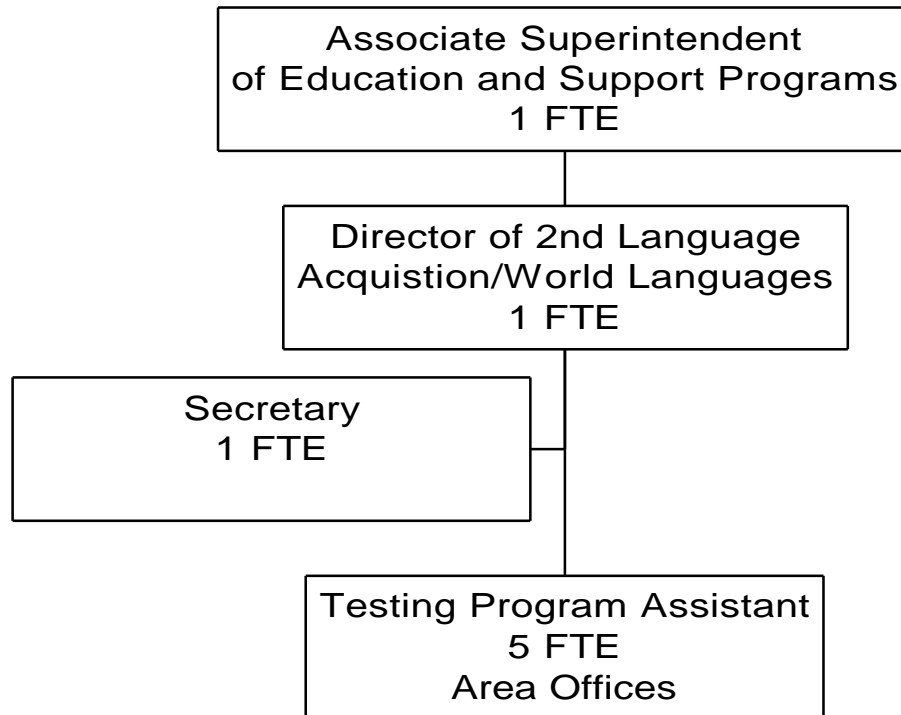 Associate Superintendent
of Education and Support Programs
1 FTE
Director of 2nd Language
Acquistion/World Languages
1 FTE
Secretary
1 FTE
Testing Program Assistant
5 FTE
Area Offices